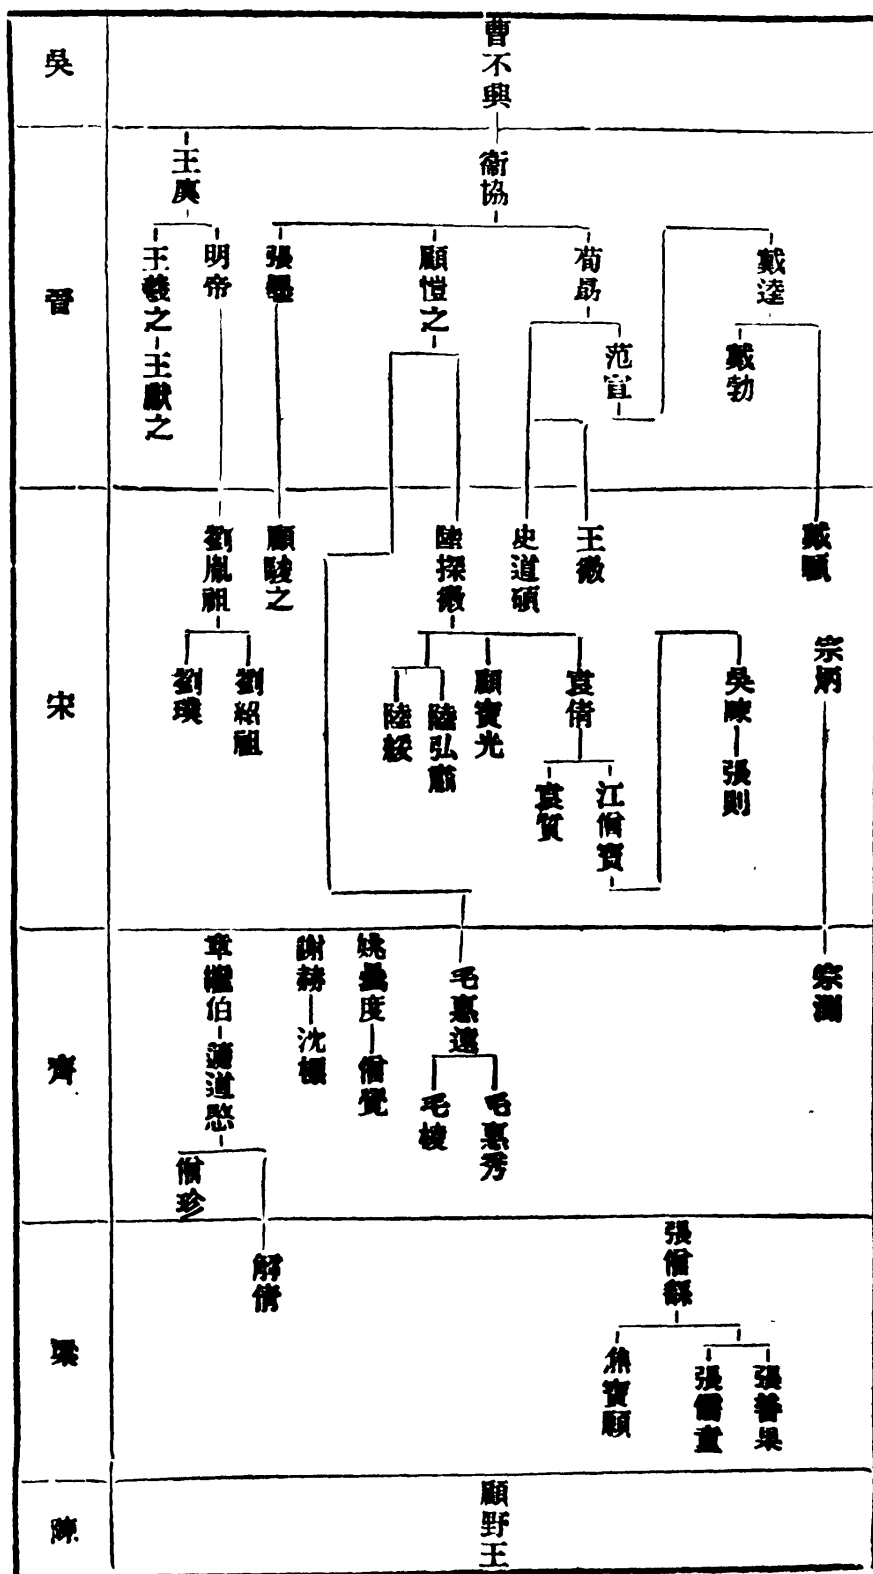 吳
曹不興
晉
衞協
王廙
戴逵
荀勗
顧愷之
張墨
明帝
王羲之
王獻之
戴勃
范宣
宋
戴顒
王微
史道碩
陸探微
顧駿之
劉胤祖
宗炳
吳暕
張則
袁倩
顧寶光
陸弘肅
陸綏
劉紹祖
劉璞
江僧寶
袁質
齊
宗測
毛惠遠
姚曇度
僧覺
謝赫
沈標
章繼伯
蘧道愍
毛惠秀
毛稜
僧珍
梁
張僧繇
解倩
張善果
張儒童
焦寶願
陳
顧野王